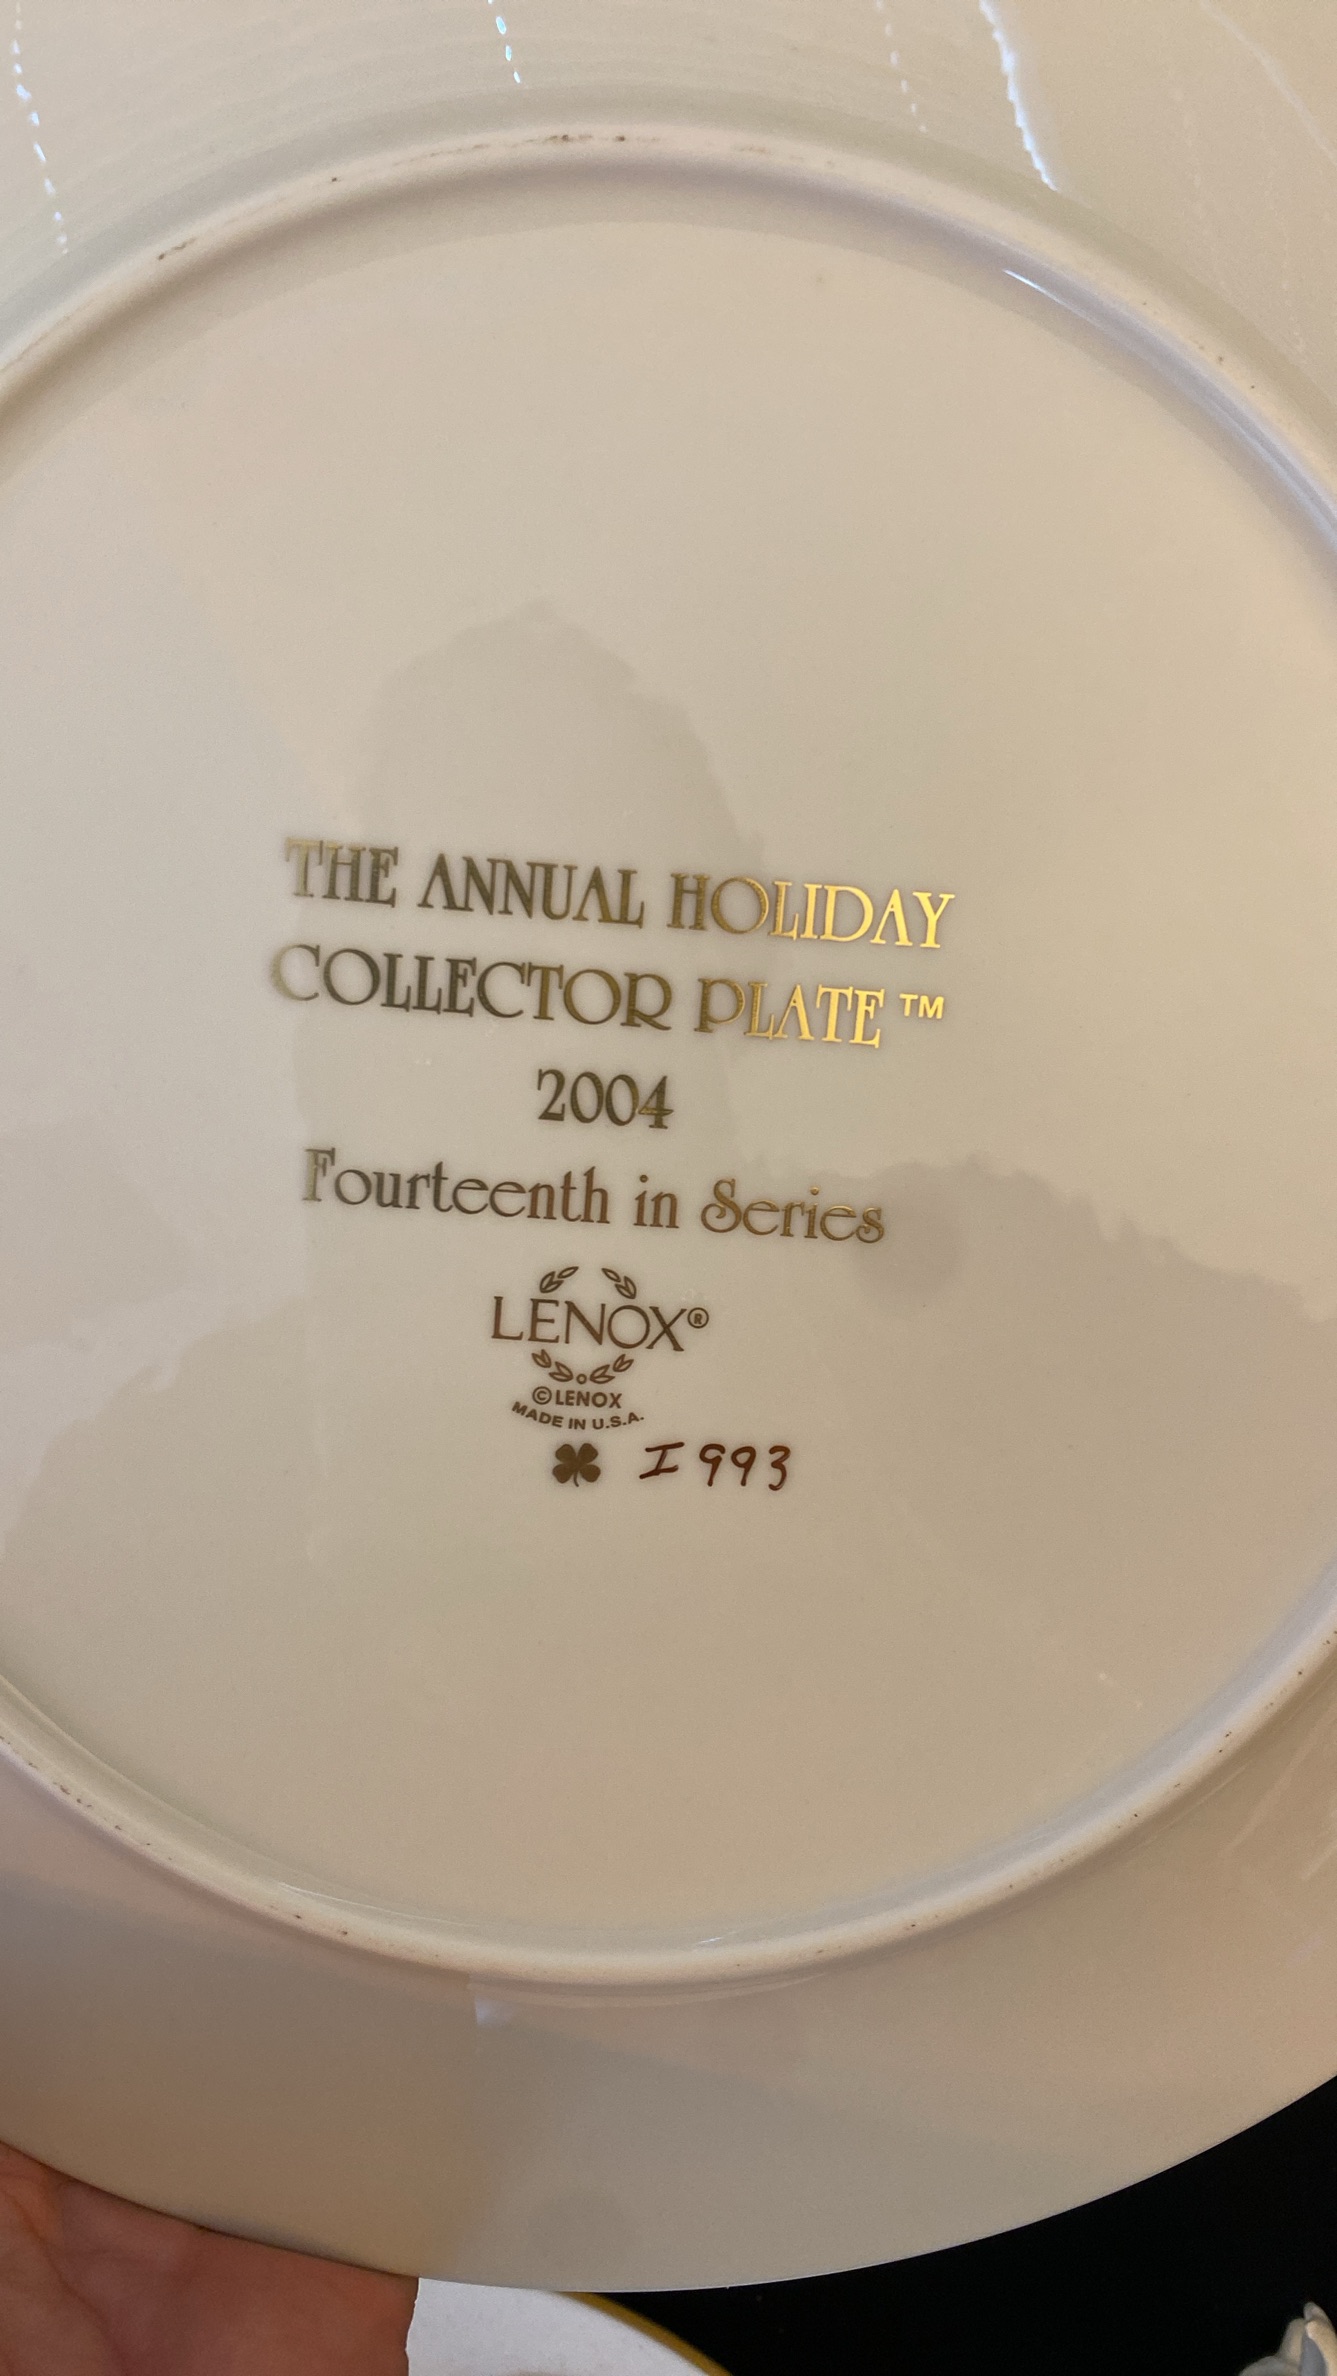 THE ANNUAL HOLIDAY
COLLECTOR PLATE™
2004
Fourteenth in Series
LENOX®
©LENOX
MADE IN U.S.A.
I993